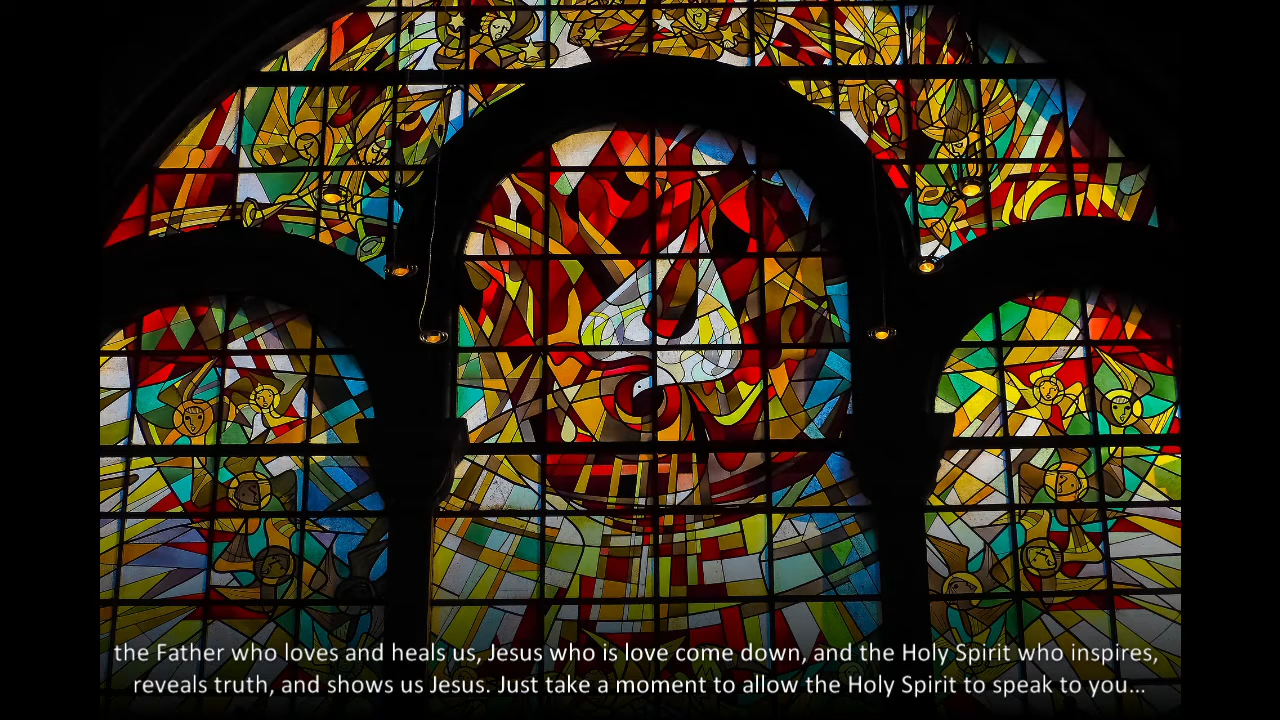 the Father who loves and heals us, Jesus who is love come down, and the Holy Spirit who inspires,
reveals truth, and shows us Jesus. Just take a moment to allow the Holy Spirit to speak to you...